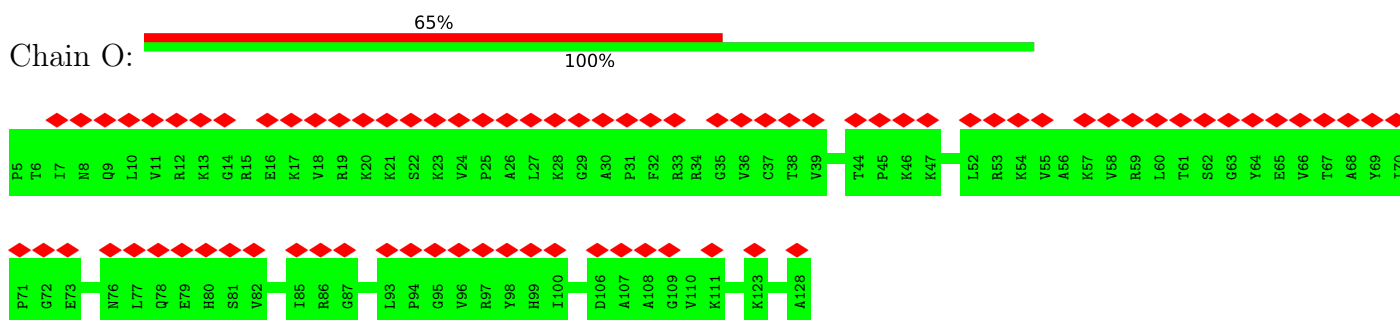 65%
Chain O:
100%
P5 T6 I7 N8 Q9 L10 V11 R12 K13 G14 R15 E16 K17 V18 R19 K20 K21 S22 K23 V24 P25 A26 L27 K28 G29 A30 P31 F32 R33 R34 G35 V36 C37 T38 V39 T44 P45 K46 K47 L52 R53 K54 V55 A56 K57 V58 R59 L60 T61 S62 G63 Y64 E65 V66 T67 A68 Y69 I70
P71 G72 E73 N76 L77 Q78 E79 H80 S81 V82 I85 R86 G87 L93 P94 G95 V96 R97 Y98 H99 I100 D106 A107 A108 G109 V110 K111 K123 A128